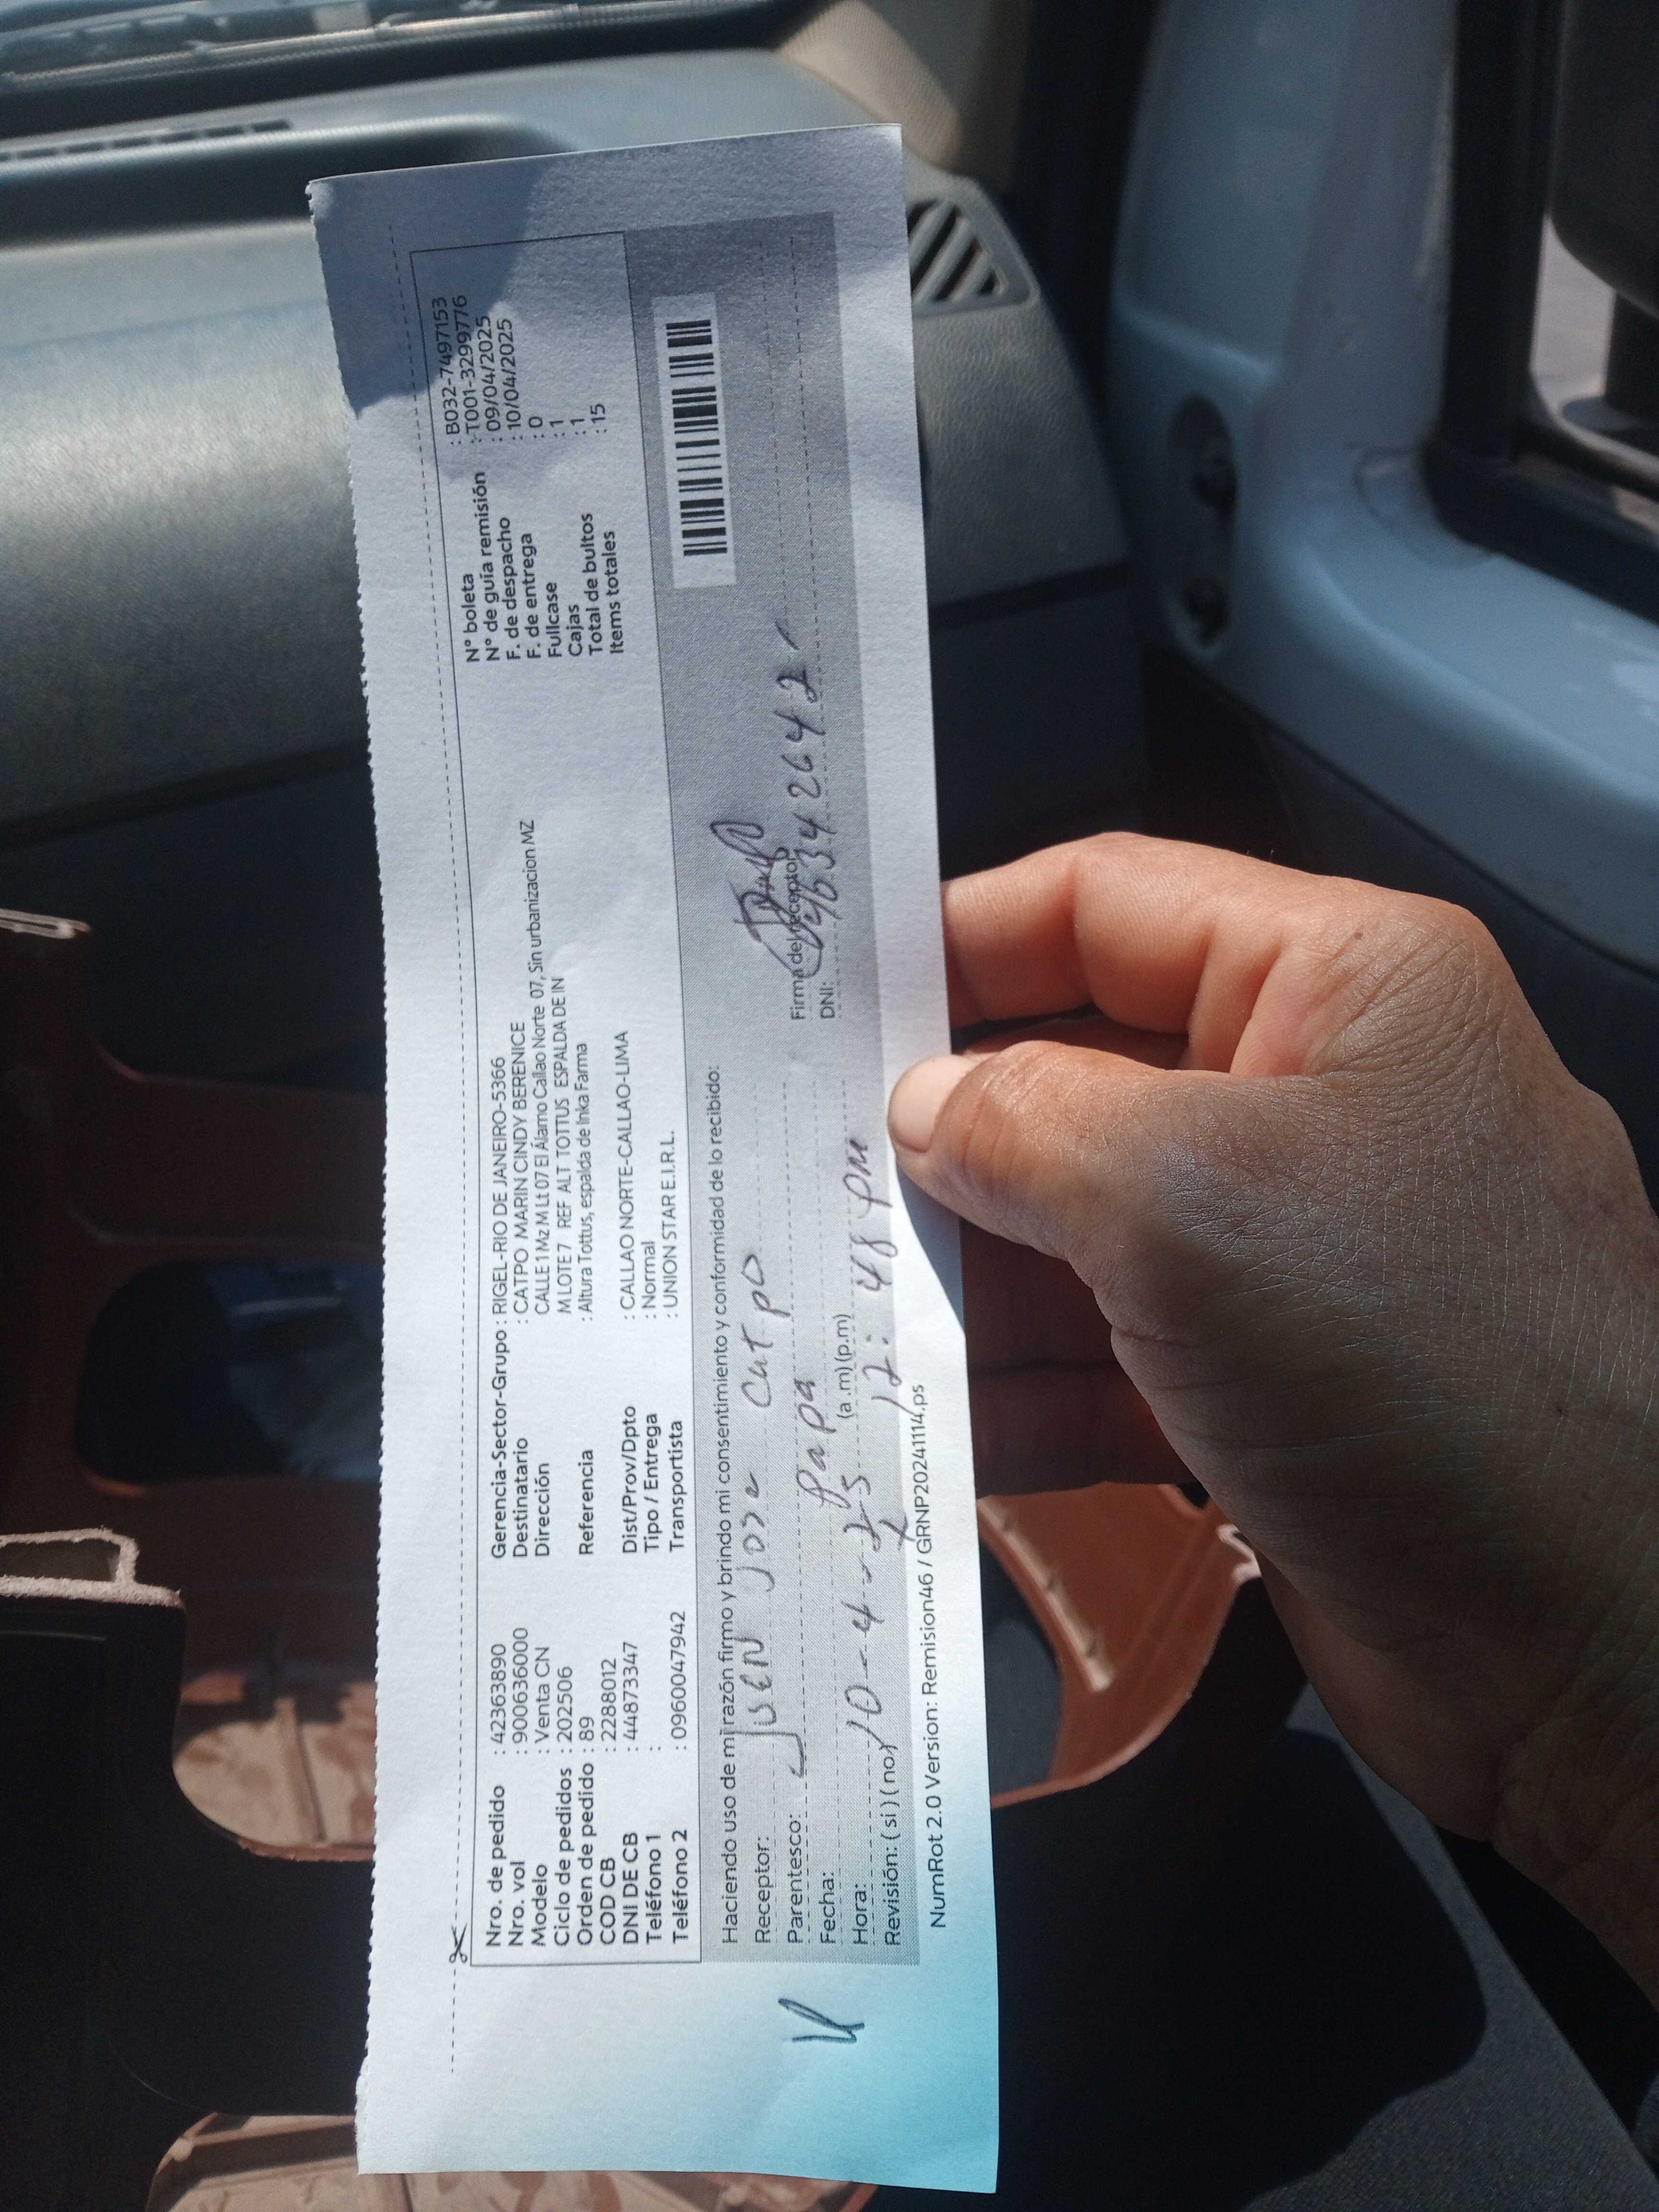 Nro. de pedido : 42363890
Nro. vol : 900636000
Modelo : Venta CN
Ciclo de pedidos : 202506
Orden de pedido : 89
COD CB : 2288012
DNI DE CB : 44873347
Teléfono 1 :
Teléfono 2 : 0960047942
Gerencia-Sector-Grupo : RIGEL-RIO DE JANEIRO-5366
Destinatario : CATPO MARIN CINDY BERENICE
Dirección CALLE 1 Mz M Lt 07 El Álamo Callao Norte 07, Sin urbanizacion MZ
M LOTE 7 REF ALT TOTTUS ESPALDA DE IN
Referencia : Altura Tottus, espalda de Inka Farma
Dist/Prov/Dpto : CALLAO NORTE-CALLAO-LIMA
Tipo / Entrega : Normal
Transportista : UNION STAR E.I.R.L.
N° boleta : B032-7497153
N° de guía remisión : T001-3299776
F. de despacho : 09/04/2025
F. de entrega : 10/04/2025
Fullcase : 0
Cajas : 1
Total de bultos : 1
Items totales : 15
Haciendo uso de mi razón firmo y brindo mi consentimiento y conformidad de lo recibido:
Receptor: Jose Catpo
Parentesco: Papa
Fecha: 10-4-25
Hora: (a.m) (p.m) 12:48 pm
Revisión: (si) (no)
Firma del receptor
DNI:
NumRot 2.0 Version: Remision46 / GRNP20241114.ps